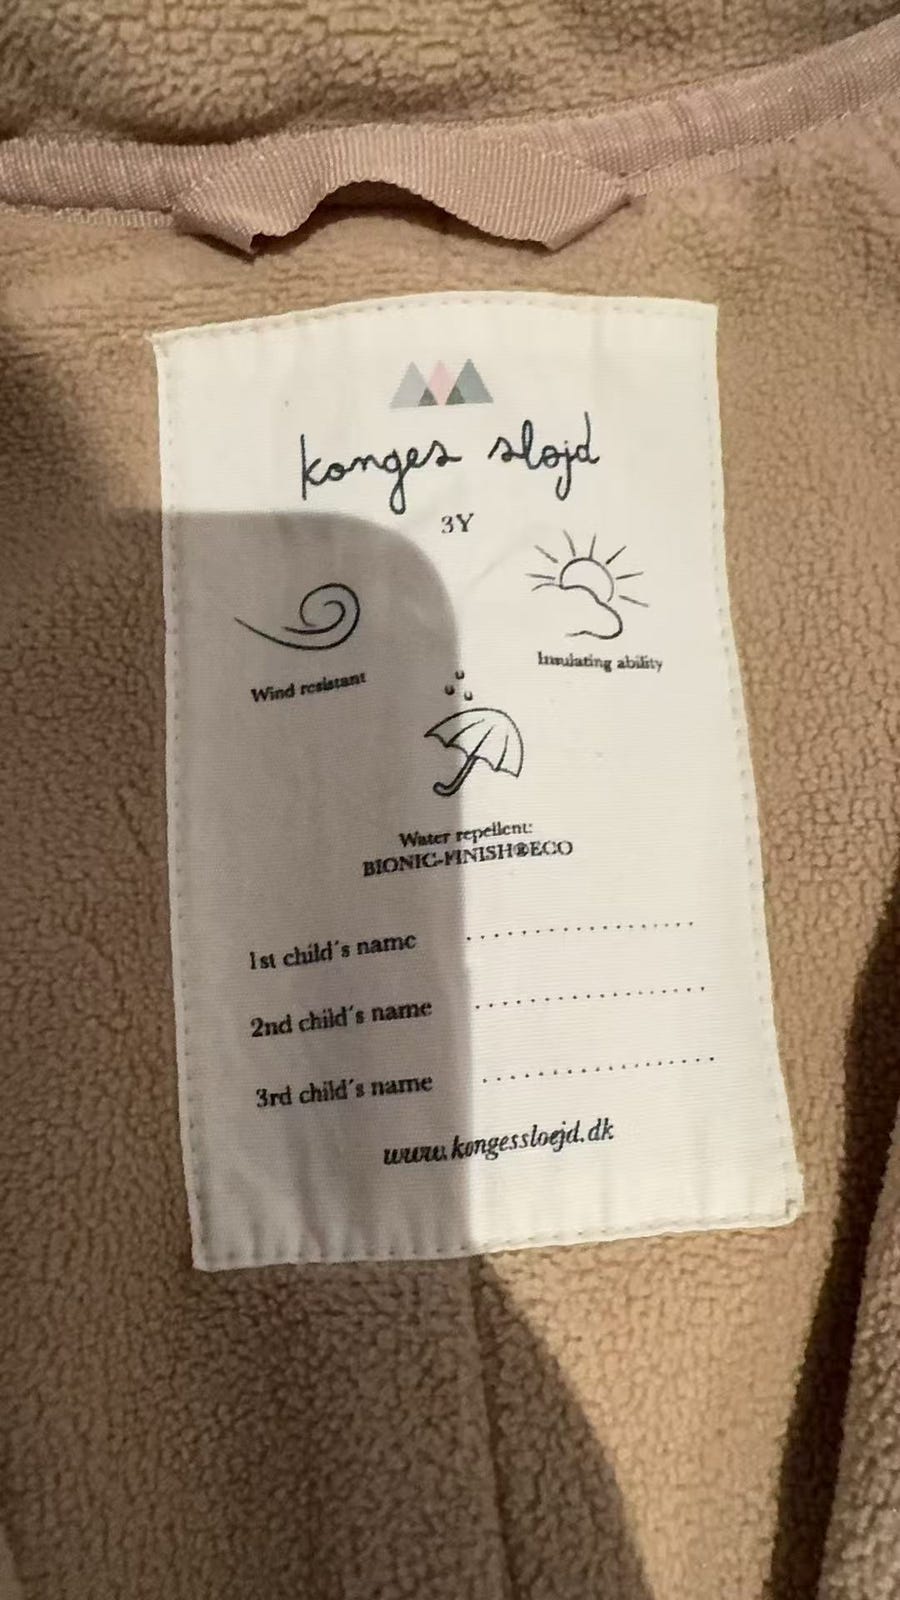 konges sløjd
3Y
Wind resistant
Insulating ability
Water repellent:
BIONIC-FINISH®ECO
1st child´s name ..................
2nd child´s name ..................
3rd child´s name ..................
www.kongessloejd.dk